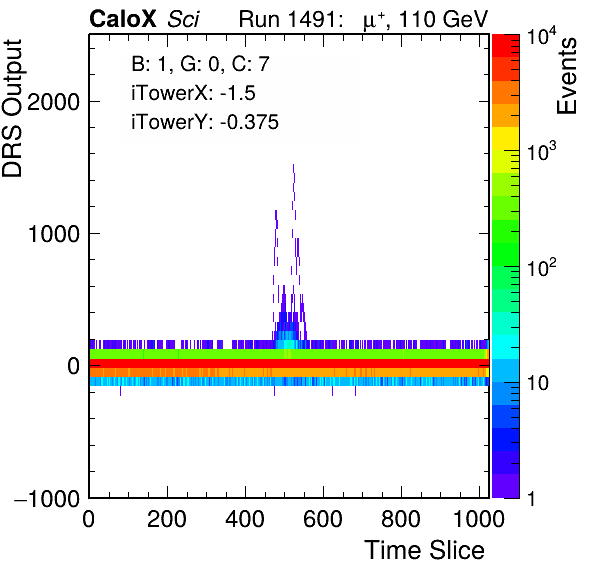 CaloX Sci Run 1491: μ⁺, 110 GeV
B: 1, G: 0, C: 7
iTowerX: -1.5
iTowerY: -0.375
DRS Output
2000
1000
0
−1000
0 200 400 600 800 1000
Time Slice
Events
10⁴
10³
10²
10
1